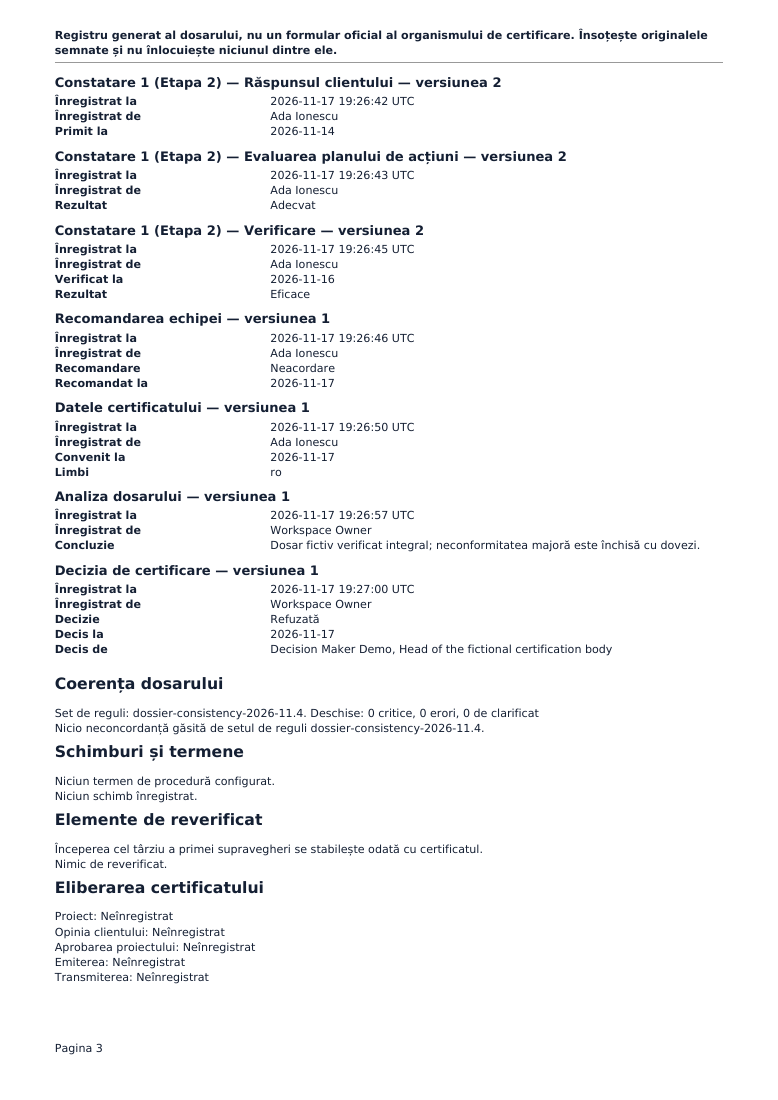 Registru generat al dosarului, nu un formular oficial al organismului de certificare. Însoțește originalele
semnate și nu înlocuiește niciunul dintre ele.
Constatare 1 (Etapa 2) — Răspunsul clientului — versiunea 2
Înregistrat la 2026-11-17 19:26:42 UTC
Înregistrat de Ada Ionescu
Primit la 2026-11-14
Constatare 1 (Etapa 2) — Evaluarea planului de acțiuni — versiunea 2
Înregistrat la 2026-11-17 19:26:43 UTC
Înregistrat de Ada Ionescu
Rezultat Adecvat
Constatare 1 (Etapa 2) — Verificare — versiunea 2
Înregistrat la 2026-11-17 19:26:45 UTC
Înregistrat de Ada Ionescu
Verificat la 2026-11-16
Rezultat Eficace
Recomandarea echipei — versiunea 1
Înregistrat la 2026-11-17 19:26:46 UTC
Înregistrat de Ada Ionescu
Recomandare Neacordare
Recomandat la 2026-11-17
Datele certificatului — versiunea 1
Înregistrat la 2026-11-17 19:26:50 UTC
Înregistrat de Ada Ionescu
Convenit la 2026-11-17
Limbi ro
Analiza dosarului — versiunea 1
Înregistrat la 2026-11-17 19:26:57 UTC
Înregistrat de Workspace Owner
Concluzie Dosar fictiv verificat integral; neconformitatea majoră este închisă cu dovezi.
Decizia de certificare — versiunea 1
Înregistrat la 2026-11-17 19:27:00 UTC
Înregistrat de Workspace Owner
Decizie Refuzată
Decis la 2026-11-17
Decis de Decision Maker Demo, Head of the fictional certification body
Coerența dosarului
Set de reguli: dossier-consistency-2026-11.4. Deschise: 0 critice, 0 erori, 0 de clarificat
Nicio neconcordanță găsită de setul de reguli dossier-consistency-2026-11.4.
Schimburi și termene
Niciun termen de procedură configurat.
Niciun schimb înregistrat.
Elemente de reverificat
Începerea cel târziu a primei supravegheri se stabilește odată cu certificatul.
Nimic de reverificat.
Eliberarea certificatului
Proiect: Neînregistrat
Opinia clientului: Neînregistrat
Aprobarea proiectului: Neînregistrat
Emiterea: Neînregistrat
Transmiterea: Neînregistrat
Pagina 3